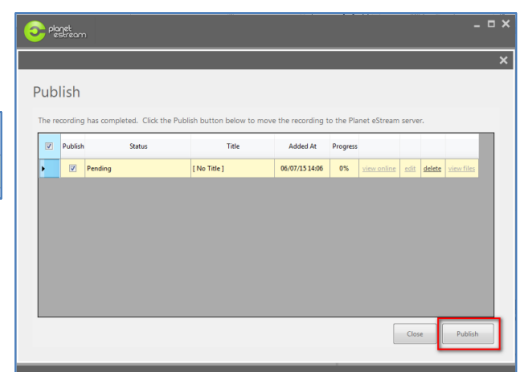 planet
estream
Publish
The recording has completed. Click the Publish button below to move the recording to the Planet eStream server.
Publish Status Title Added At Progress
Pending [ No Title ] 06/07/15 14:06 0% view online edit delete view files
Close Publish